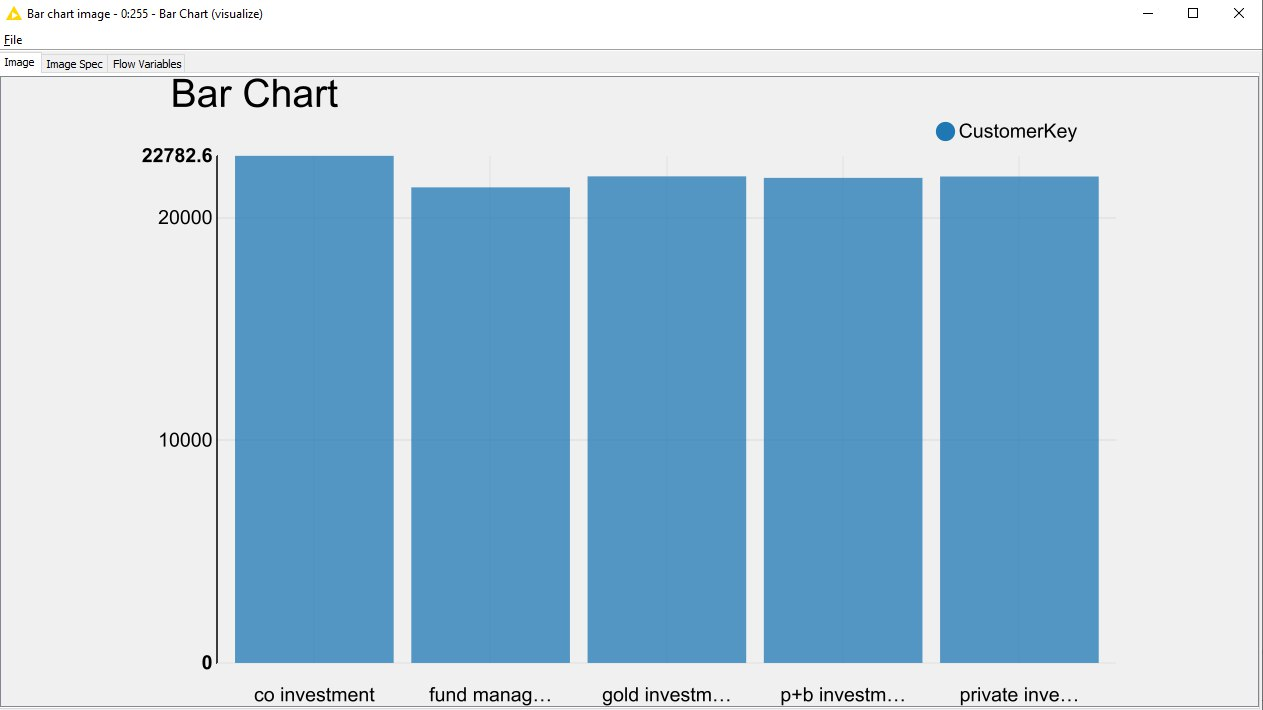 Bar chart image - 0:255 - Bar Chart (visualize)
File
Image Image Spec Flow Variables
Bar Chart
CustomerKey
22782.6
20000
10000
0
co investment fund manag… gold investm… p+b investm… private inve…